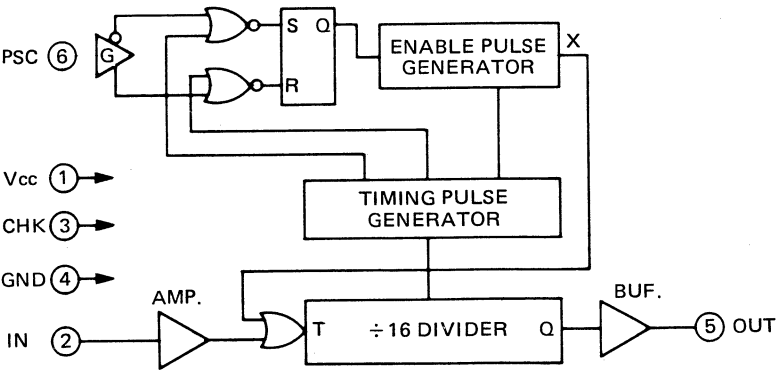 PSC 6
G
S Q
R
ENABLE PULSE
GENERATOR
X
Vcc 1
TIMING PULSE
GENERATOR
CHK 3
GND 4
AMP.
BUF.
IN 2
T ÷16 DIVIDER Q
5 OUT